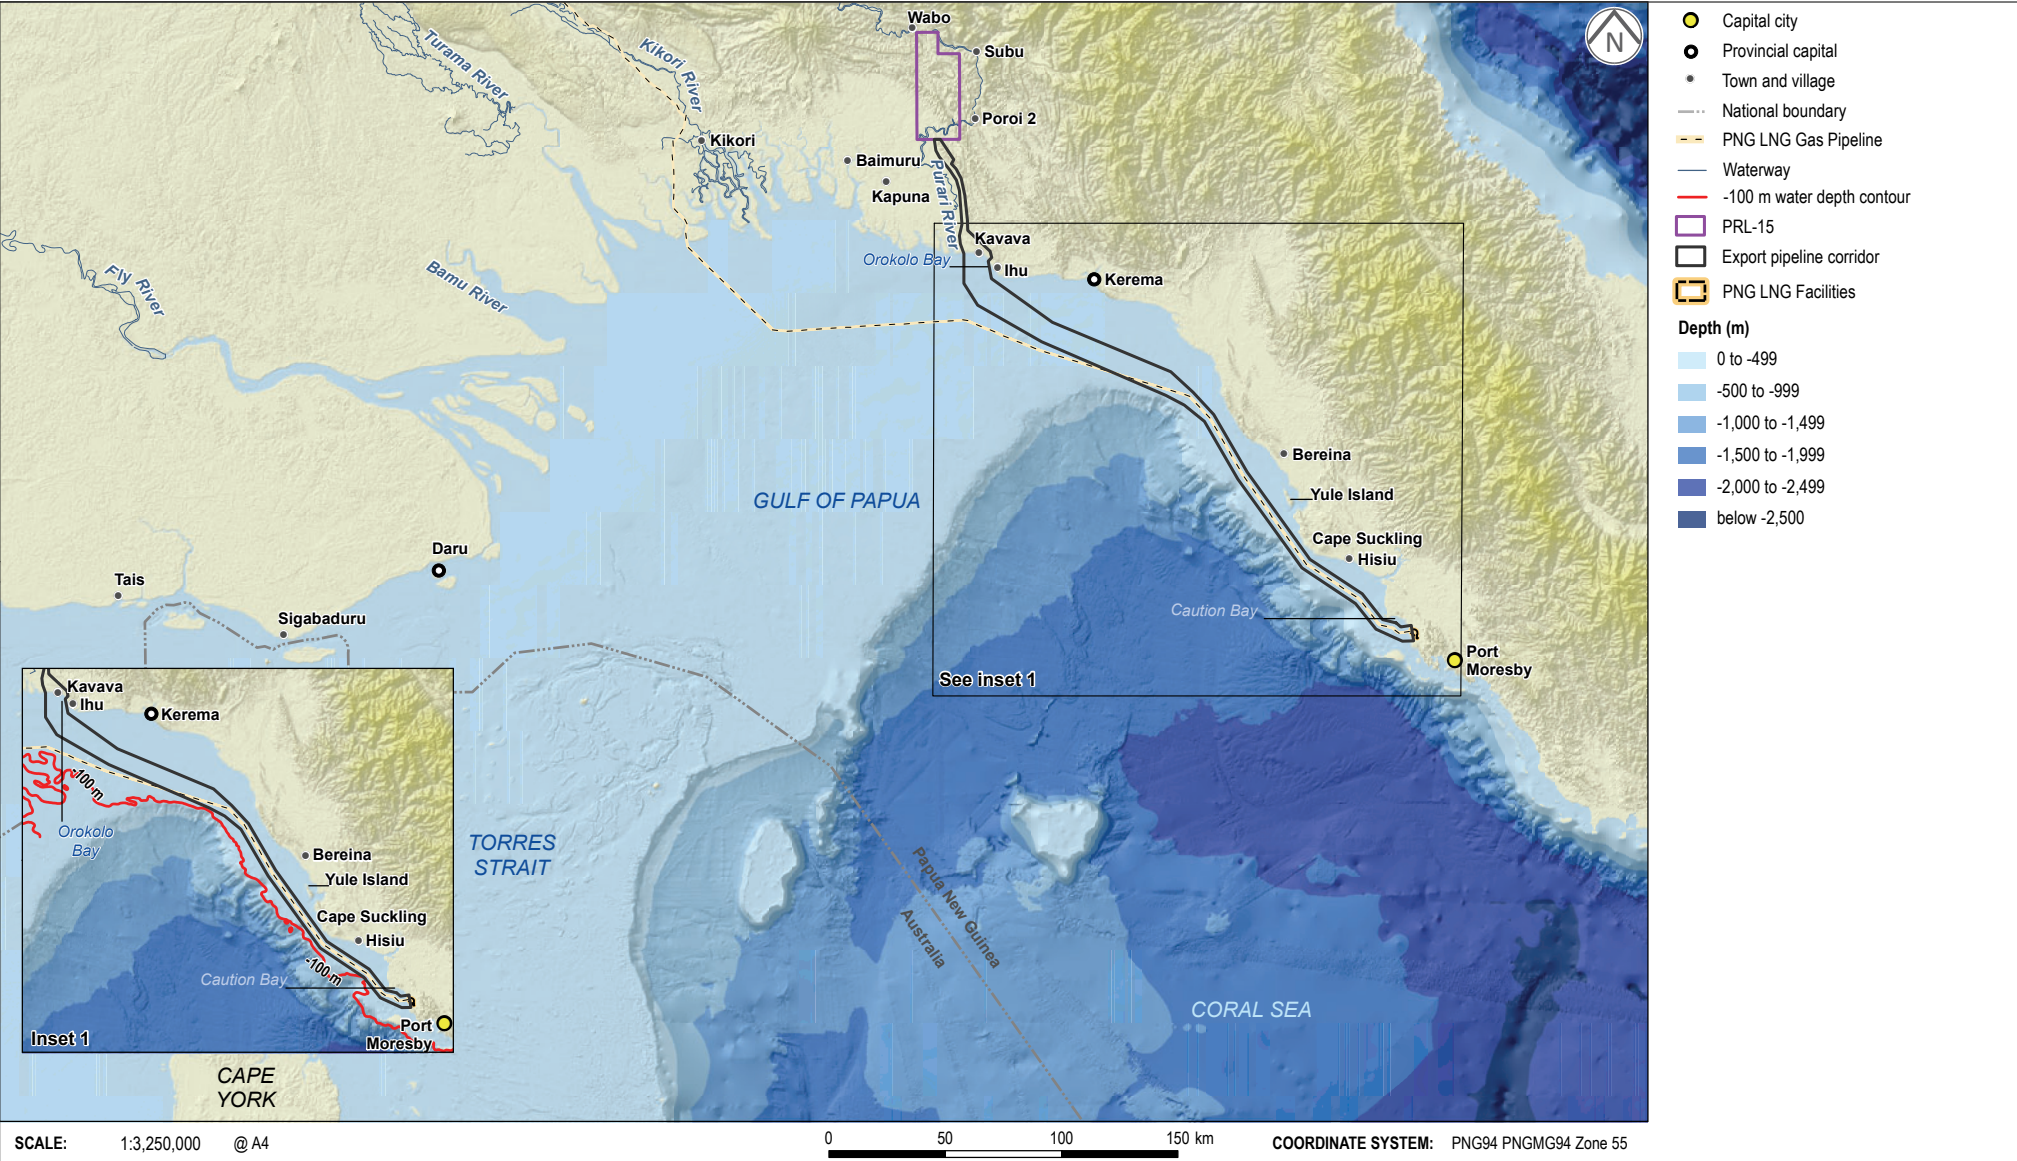 Wabo
Subu
Poroi 2
Turama River
Kikori River
Kikori
Baimuru
Kapuna
Purari River
Kavava
Orokolo Bay
Ihu
Kerema
Fly River
Bamu River
GULF OF PAPUA
Bereina
Yule Island
Cape Suckling
Hisiu
Caution Bay
Port
Moresby
See inset 1
Daru
Tais
Sigabaduru
TORRES
STRAIT
Papua New Guinea
Australia
CORAL SEA
CAPE
YORK
Kavava
Ihu
Kerema
-100 m
Orokolo
Bay
Bereina
Yule Island
Cape Suckling
Hisiu
-100 m
Caution Bay
Port
Moresby
Inset 1
N
Capital city
Provincial capital
Town and village
National boundary
PNG LNG Gas Pipeline
Waterway
-100 m water depth contour
PRL-15
Export pipeline corridor
PNG LNG Facilities
Depth (m)
0 to -499
-500 to -999
-1,000 to -1,499
-1,500 to -1,999
-2,000 to -2,499
below -2,500
SCALE: 1:3,250,000 @ A4
0 50 100 150 km
COORDINATE SYSTEM: PNG94 PNGMG94 Zone 55